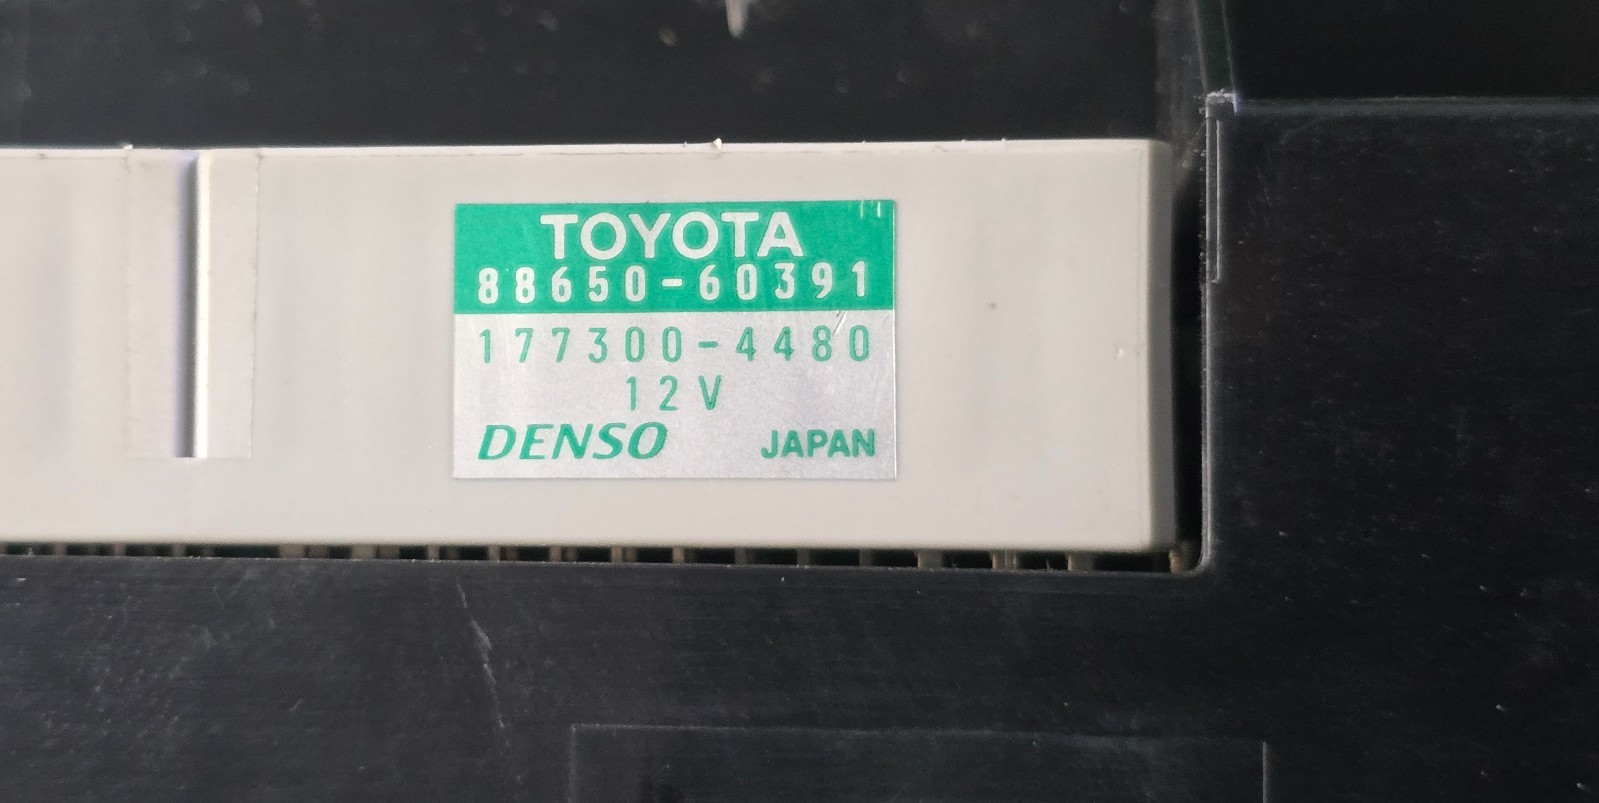 TOYOTA
88650-60391
177300-4480
12V
DENSO JAPAN